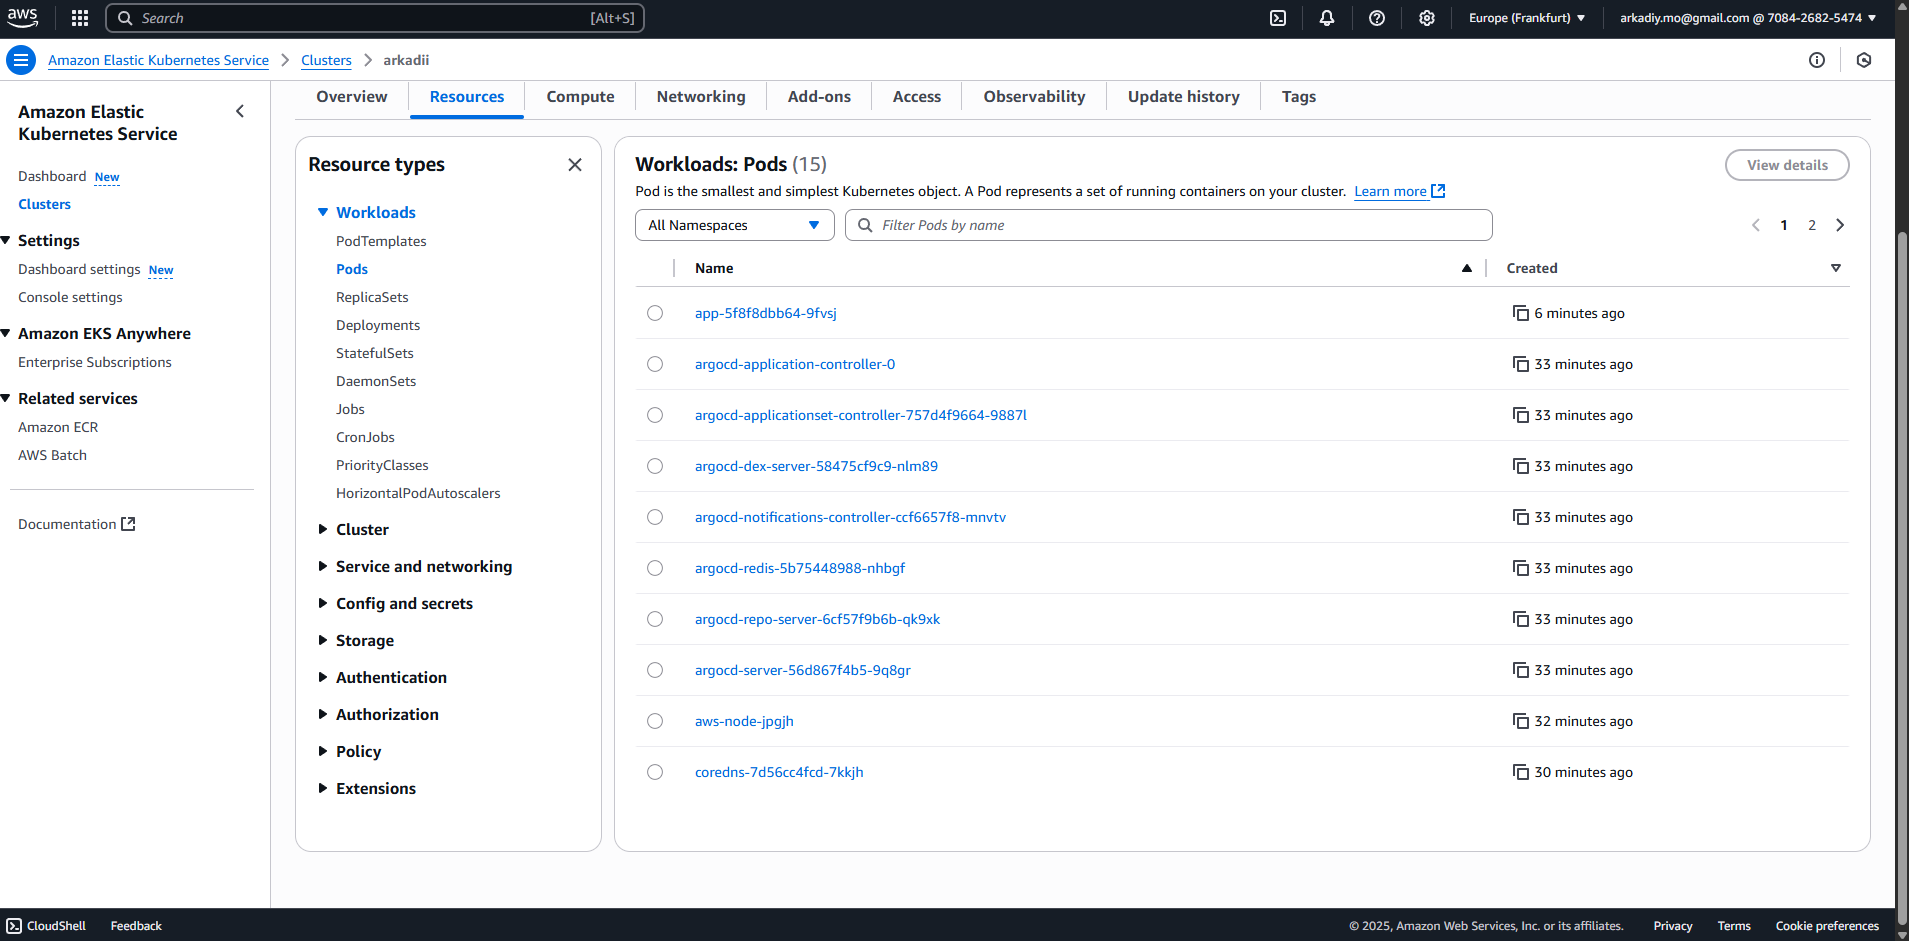 aws
Search
[Alt+S]
Europe (Frankfurt)
arkadiy.mo@gmail.com @ 7084-2682-5474
Amazon Elastic Kubernetes Service
Clusters
arkadii
Amazon Elastic
Kubernetes Service
Dashboard New
Clusters
Settings
Dashboard settings New
Console settings
Amazon EKS Anywhere
Enterprise Subscriptions
Related services
Amazon ECR
AWS Batch
Documentation
Overview
Resources
Compute
Networking
Add-ons
Access
Observability
Update history
Tags
Resource types
Workloads
PodTemplates
Pods
ReplicaSets
Deployments
StatefulSets
DaemonSets
Jobs
CronJobs
PriorityClasses
HorizontalPodAutoscalers
Cluster
Service and networking
Config and secrets
Storage
Authentication
Authorization
Policy
Extensions
Workloads: Pods (15)
View details
Pod is the smallest and simplest Kubernetes object. A Pod represents a set of running containers on your cluster. Learn more
All Namespaces
Filter Pods by name
1 2
Name Created
app-5f8f8dbb64-9fvsj 6 minutes ago
argocd-application-controller-0 33 minutes ago
argocd-applicationset-controller-757d4f9664-9887l 33 minutes ago
argocd-dex-server-58475cf9c9-nlm89 33 minutes ago
argocd-notifications-controller-ccf6657f8-mnvtv 33 minutes ago
argocd-redis-5b75448988-nhbgf 33 minutes ago
argocd-repo-server-6cf57f9b6b-qk9xk 33 minutes ago
argocd-server-56d867f4b5-9q8gr 33 minutes ago
aws-node-jpgjh 32 minutes ago
coredns-7d56cc4fcd-7kkjh 30 minutes ago
CloudShell
Feedback
© 2025, Amazon Web Services, Inc. or its affiliates.
Privacy
Terms
Cookie preferences